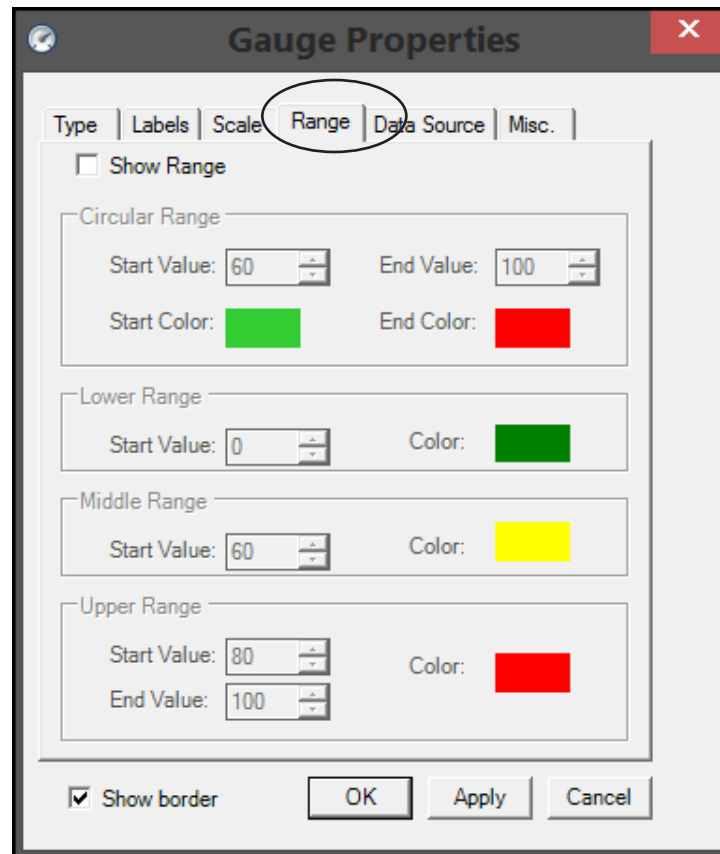 Gauge Properties
Type Labels Scale Range Data Source Misc.
Show Range
Circular Range
Start Value: 60 End Value: 100
Start Color: End Color:
Lower Range
Start Value: 0 Color:
Middle Range
Start Value: 60 Color:
Upper Range
Start Value: 80
Color:
End Value: 100
Show border OK Apply Cancel